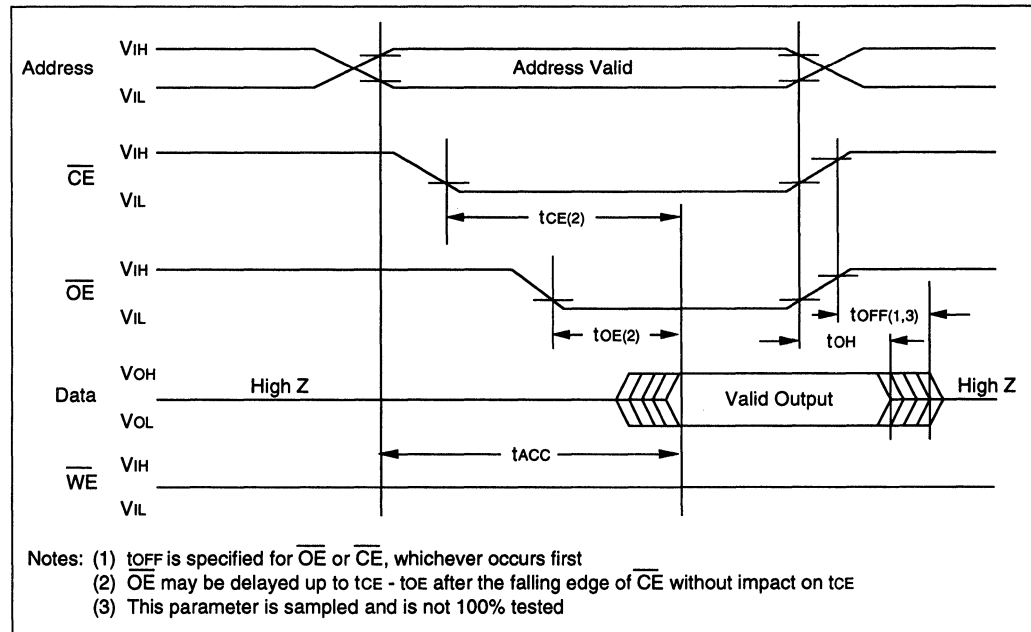 VIH
Address
Address Valid
VIL
VIH
CE
VIL
tCE(2)
VIH
OE
VIL
tOE(2)
tOFF(1,3)
tOH
VOH
High Z
Data
Valid Output
High Z
VOL
tACC
VIH
WE
VIL
Notes: (1) tOFF is specified for OE or CE, whichever occurs first
(2) OE may be delayed up to tCE - tOE after the falling edge of CE without impact on tCE
(3) This parameter is sampled and is not 100% tested